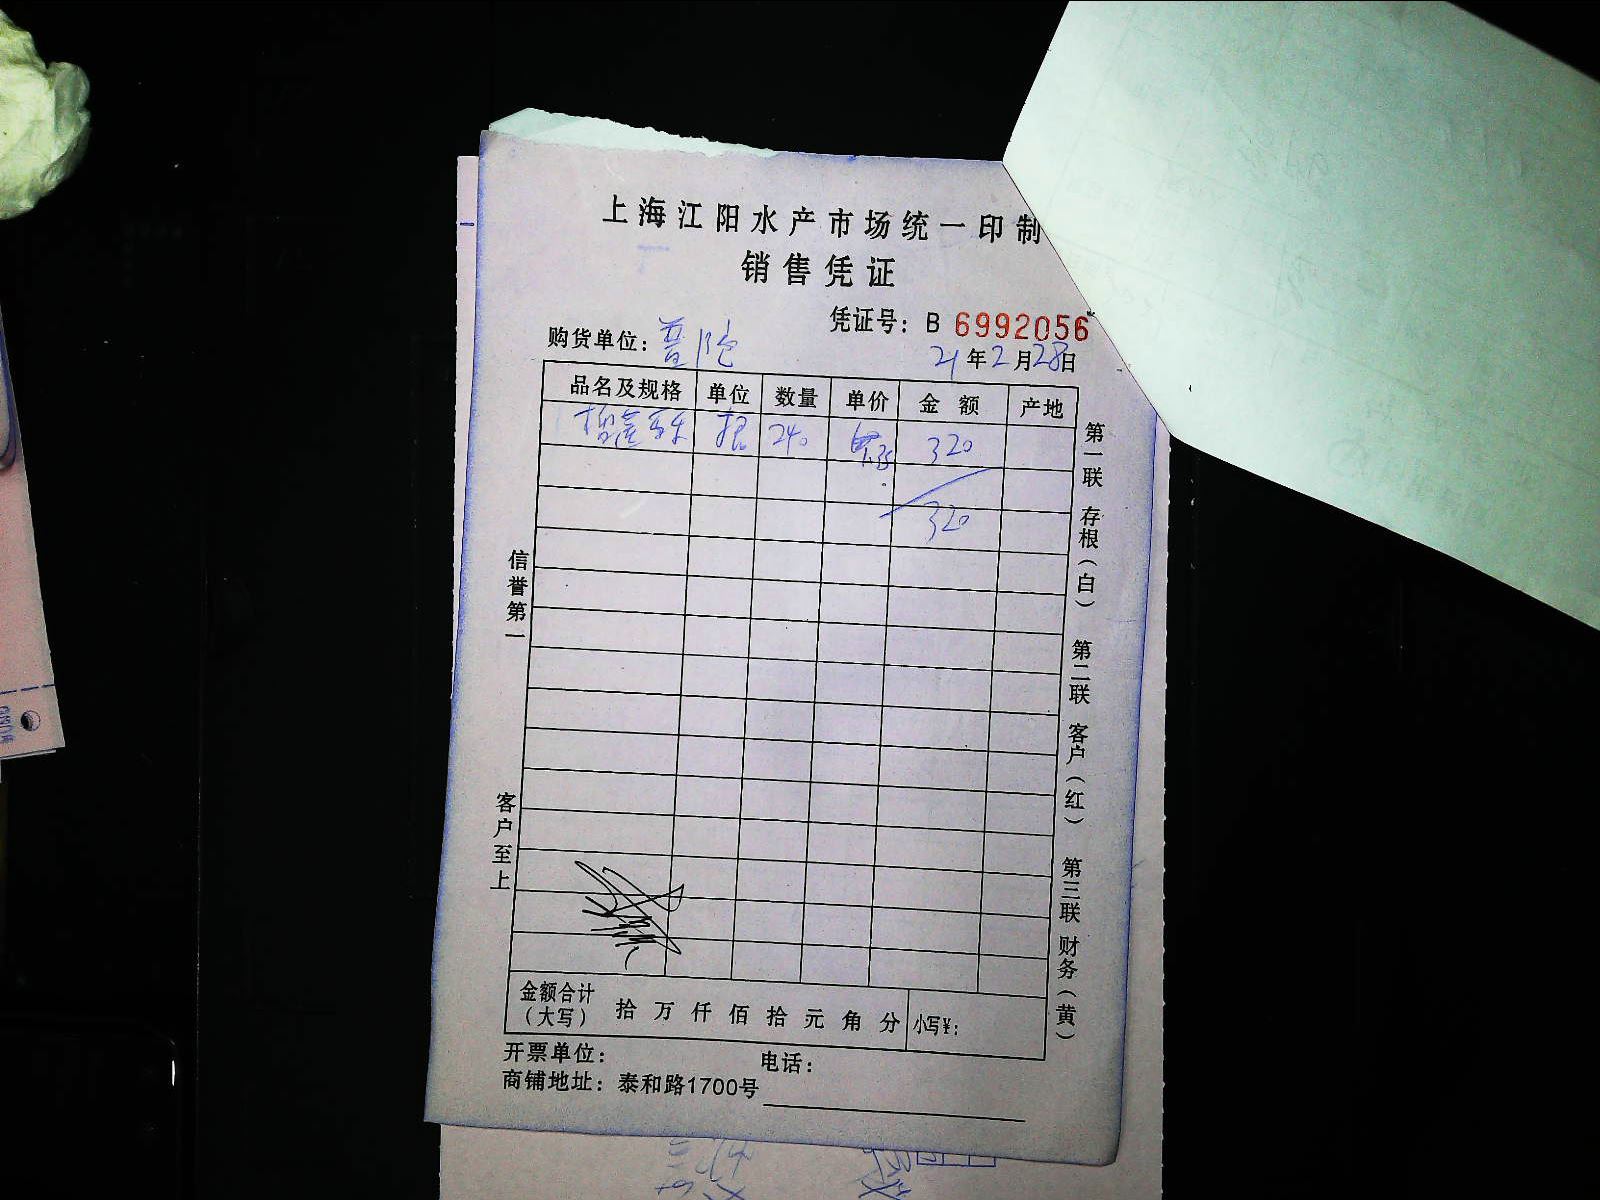 上海江阳水产市场统一印制
销售凭证
凭证号：B 6992056
购货单位：普陀
21年2月28日
品名及规格 单位 数量 单价 金额 产地
榴莲 240 320
320
信誉第一
客户至上
第一联 存根（白） 第二联 客户（红） 第三联 财务（黄）
金额合计（大写） 拾万仟佰拾元角分 小写¥：
开票单位： 电话：
商铺地址：泰和路1700号